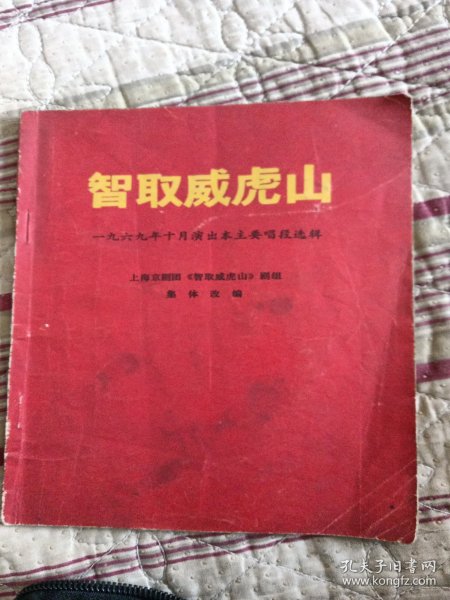 智取威虎山
一九六九年十月演出本主要唱段选辑
上海京剧团《智取威虎山》剧组
集体改编
孔夫子旧书网
www.kongfz.com